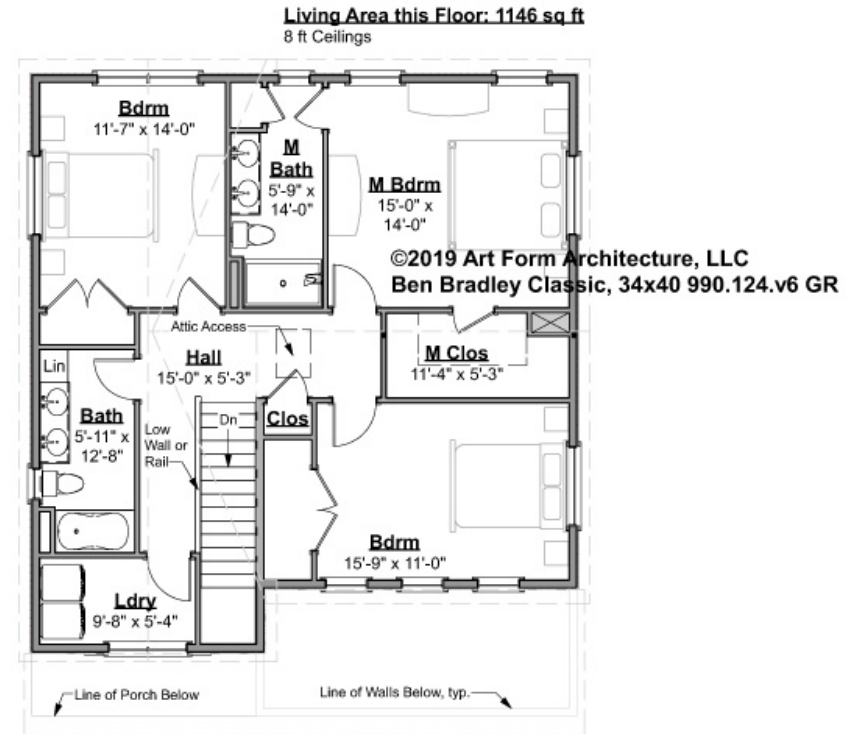 Living Area this Floor: 1146 sq ft
8 ft Ceilings
Bdrm
11'-7" x 14'-0"
M
Bath
5'-9" x
14'-0"
M Bdrm
15'-0" x
14'-0"
©2019 Art Form Architecture, LLC
Ben Bradley Classic, 34x40 990.124.v6 GR
Attic Access
Hall
15'-0" x 5'-3"
M Clos
11'-4" x 5'-3"
Lin
Bath
5'-11" x
12'-8"
Low
Wall or
Rail
Dn
Clos
Bdrm
15'-9" x 11'-0"
Ldry
9'-8" x 5'-4"
Line of Porch Below
Line of Walls Below, typ.